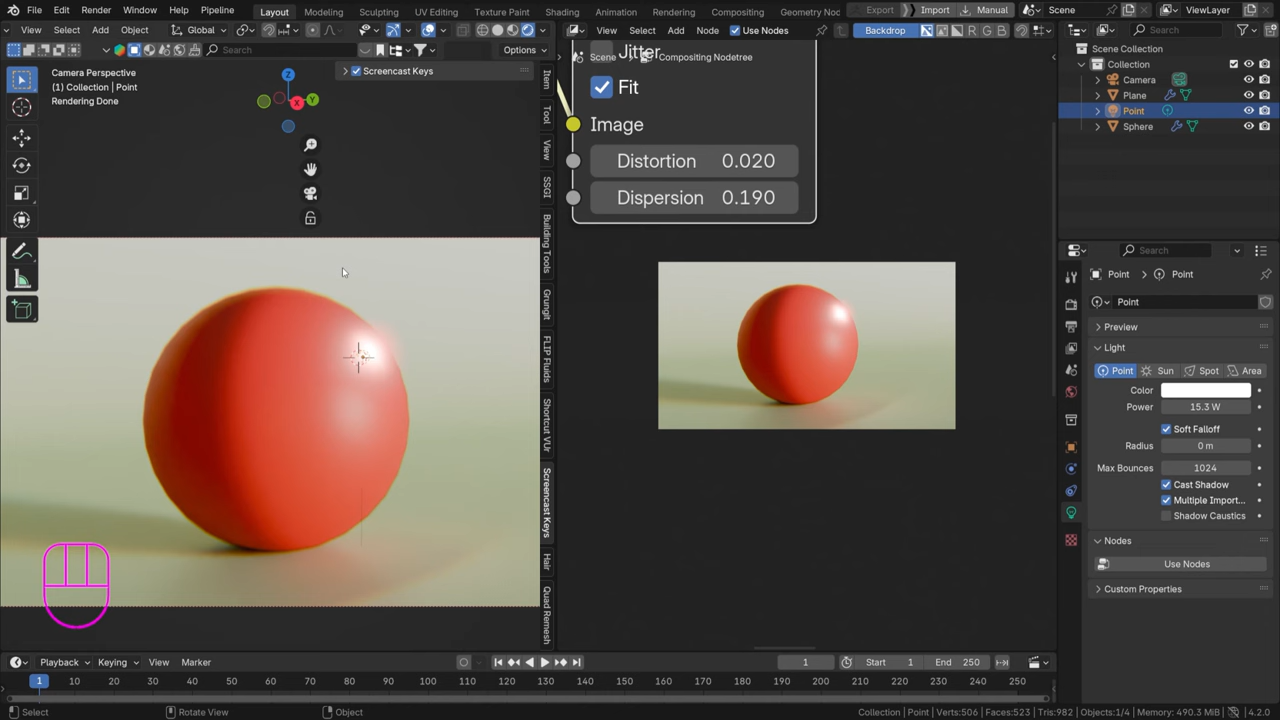 File Edit Render Window Help Pipeline Layout Modeling Sculpting UV Editing Texture Paint Shading Animation Rendering Compositing Geometry Noc Export Import Manual Scene ViewLayer
View Select Add Object Global View Select Add Node Use Nodes Backdrop R G B Search
Search Options
Scene Compositing Nodetree
Jitter
Fit
Image
Distortion 0.020
Dispersion 0.190
Camera Perspective
(1) Collection | Point
Rendering Done
Screencast Keys
X Y Z
Item
Tool
View
SSGI
Building Tools
Grungit
FLIP Fluids
Shortcut VUr
Screencast Keys
Hair
Quad Remesh
Scene Collection
Collection
Camera
Plane
Point
Sphere
Search
Point Point
Point
Preview
Light
Point Sun Spot Area
Color
Power 15.3 W
Soft Falloff
Radius 0 m
Max Bounces 1024
Cast Shadow
Multiple Import...
Shadow Caustics
Nodes
Use Nodes
Custom Properties
Playback Keying View Marker 1 Start 1 End 250
1 10 20 30 40 50 60 70 80 90 100 110 120 130 140 150 160 170 180 190 200 210 220 230 240 250
Select Rotate View Object Collection | Point | Verts:506 | Faces:523 | Tris:982 | Objects:1/4 | Memory: 490.3 MiB 4.2.0